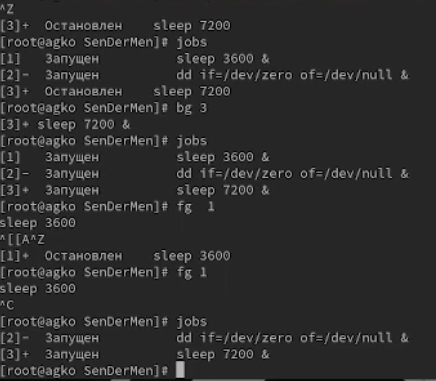 ^Z
[3]+  Остановлен    sleep 7200
[root@agko SenDerMen]# jobs
[1]   Запущен          sleep 3600 &
[2]-  Запущен          dd if=/dev/zero of=/dev/null &
[3]+  Остановлен    sleep 7200
[root@agko SenDerMen]# bg 3
[3]+ sleep 7200 &
[root@agko SenDerMen]# jobs
[1]   Запущен          sleep 3600 &
[2]-  Запущен          dd if=/dev/zero of=/dev/null &
[3]+  Запущен          sleep 7200 &
[root@agko SenDerMen]# fg  1
sleep 3600
^[[A^Z
[1]+  Остановлен    sleep 3600
[root@agko SenDerMen]# fg 1
sleep 3600
^C
[root@agko SenDerMen]# jobs
[2]-  Запущен          dd if=/dev/zero of=/dev/null &
[3]+  Запущен          sleep 7200 &
[root@agko SenDerMen]#